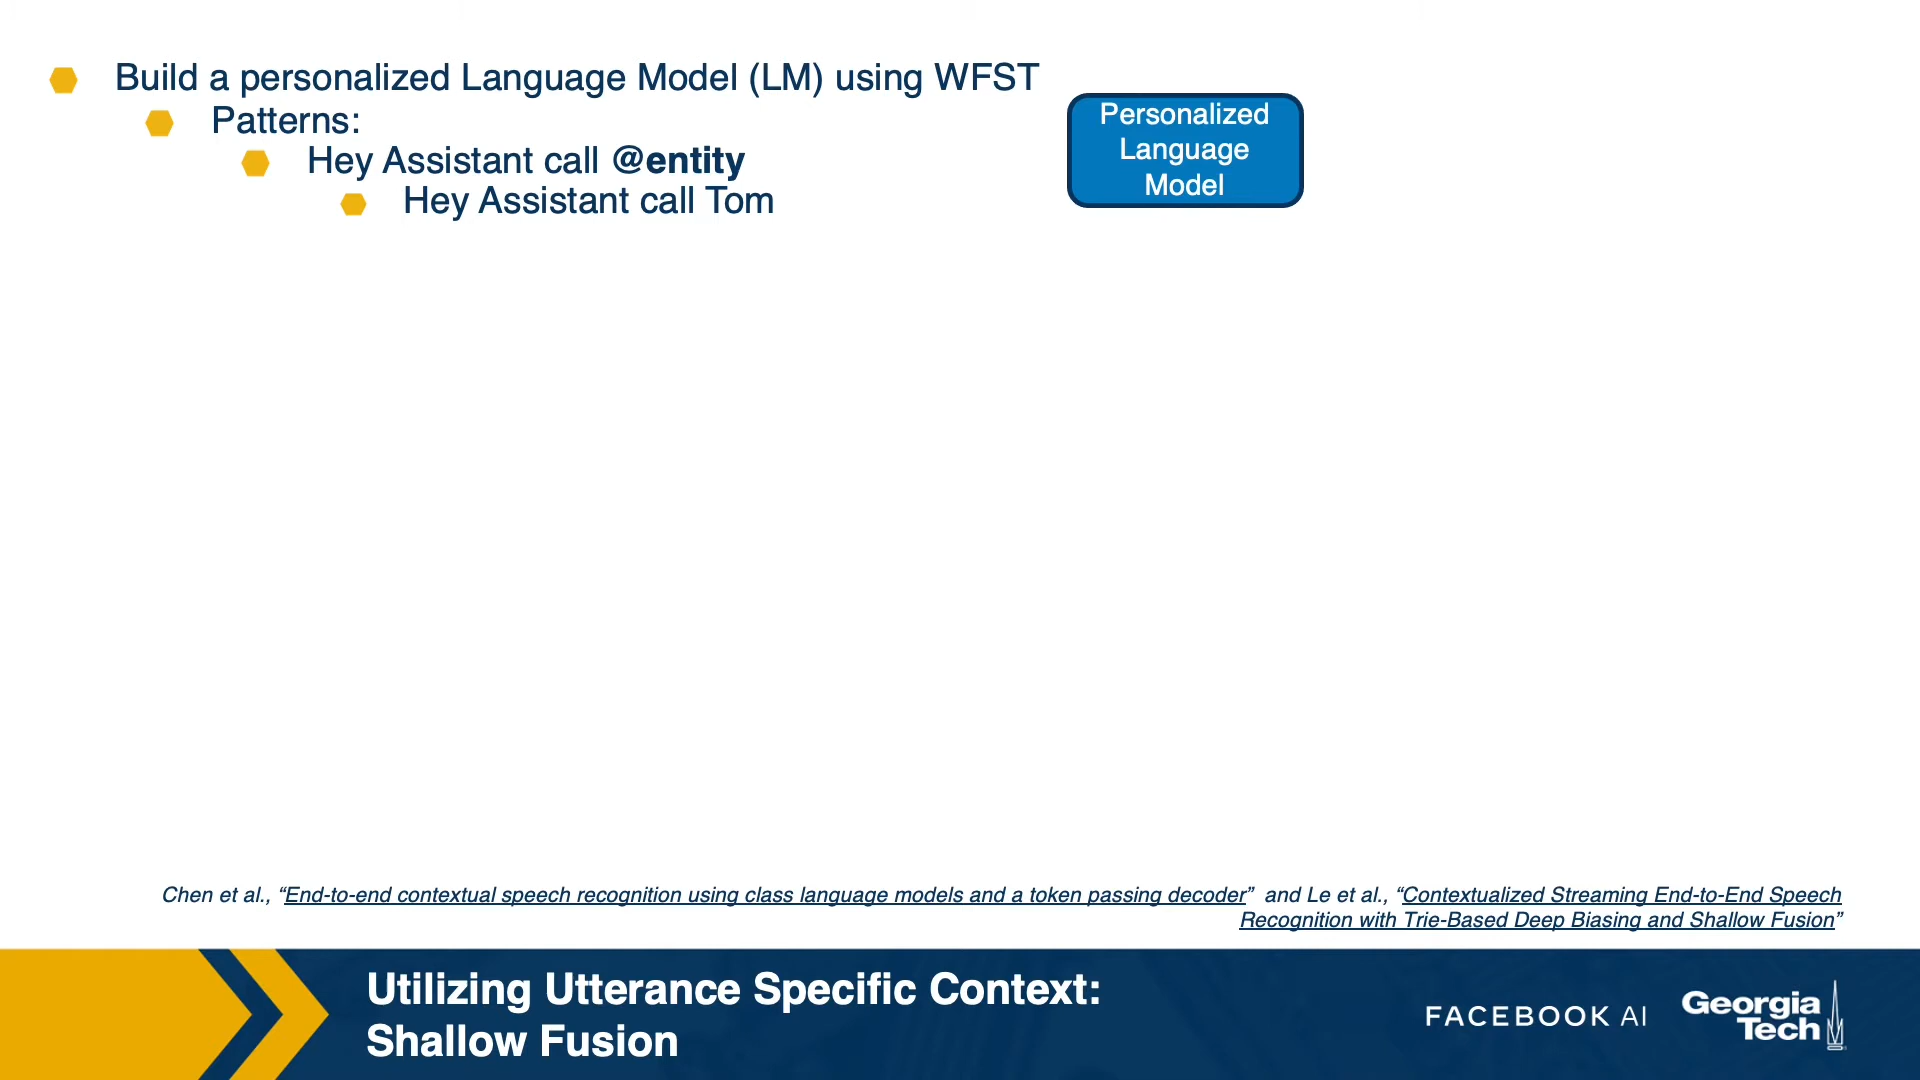 Build a personalized Language Model (LM) using WFST
Patterns:
Hey Assistant call @entity
Hey Assistant call Tom
Personalized
Language
Model
Chen et al., “End-to-end contextual speech recognition using class language models and a token passing decoder” and Le et al., “Contextualized Streaming End-to-End Speech
Recognition with Trie-Based Deep Biasing and Shallow Fusion”
Utilizing Utterance Specific Context:
Shallow Fusion
FACEBOOK AI
Georgia
Tech